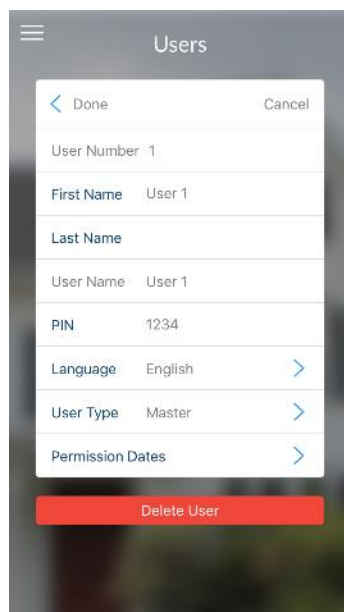 Users
Done Cancel
User Number 1
First Name User 1
Last Name
User Name User 1
PIN 1234
Language English
User Type Master
Permission Dates
Delete User